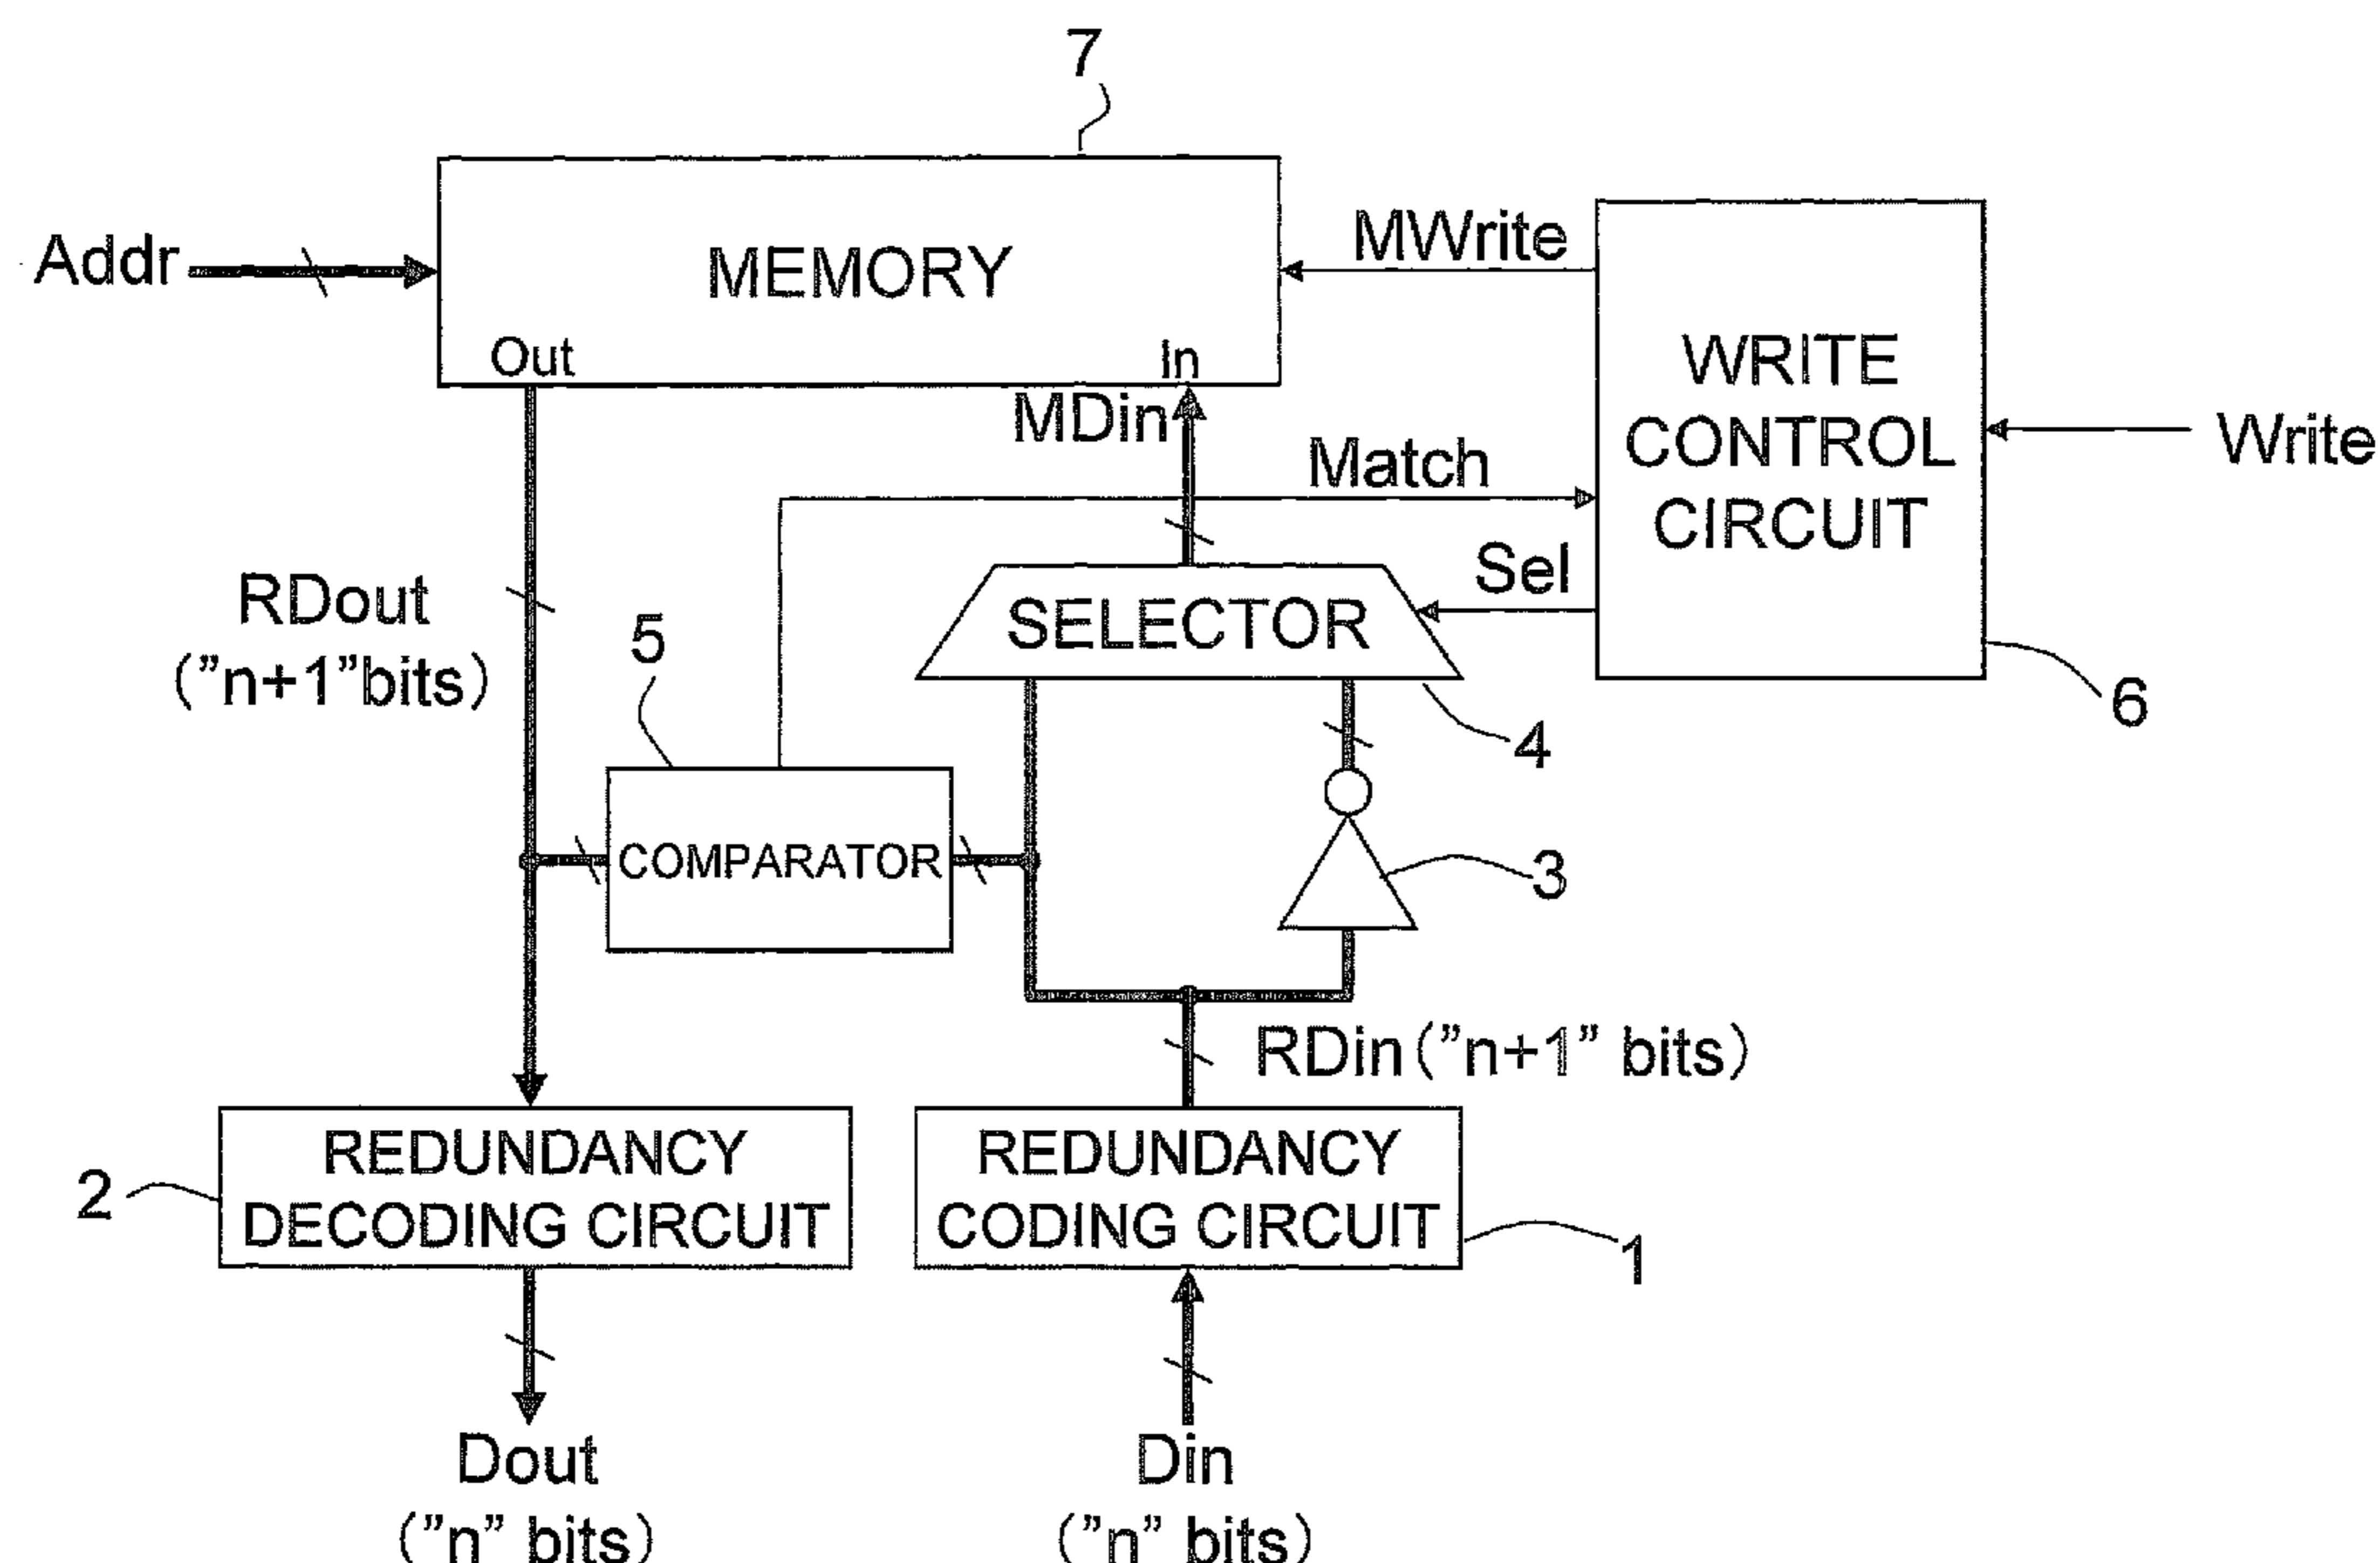 7
Addr
MEMORY
MWrite
Out
In
WRITE
CONTROL
CIRCUIT
MDin
Match
Write
Sel
RDout
(”n+1”bits)
5
SELECTOR
6
4
COMPARATOR
3
RDin(”n+1” bits)
2
REDUNDANCY
DECODING CIRCUIT
REDUNDANCY
CODING CIRCUIT
1
Dout
(”n” bits)
Din
(”n” bits)